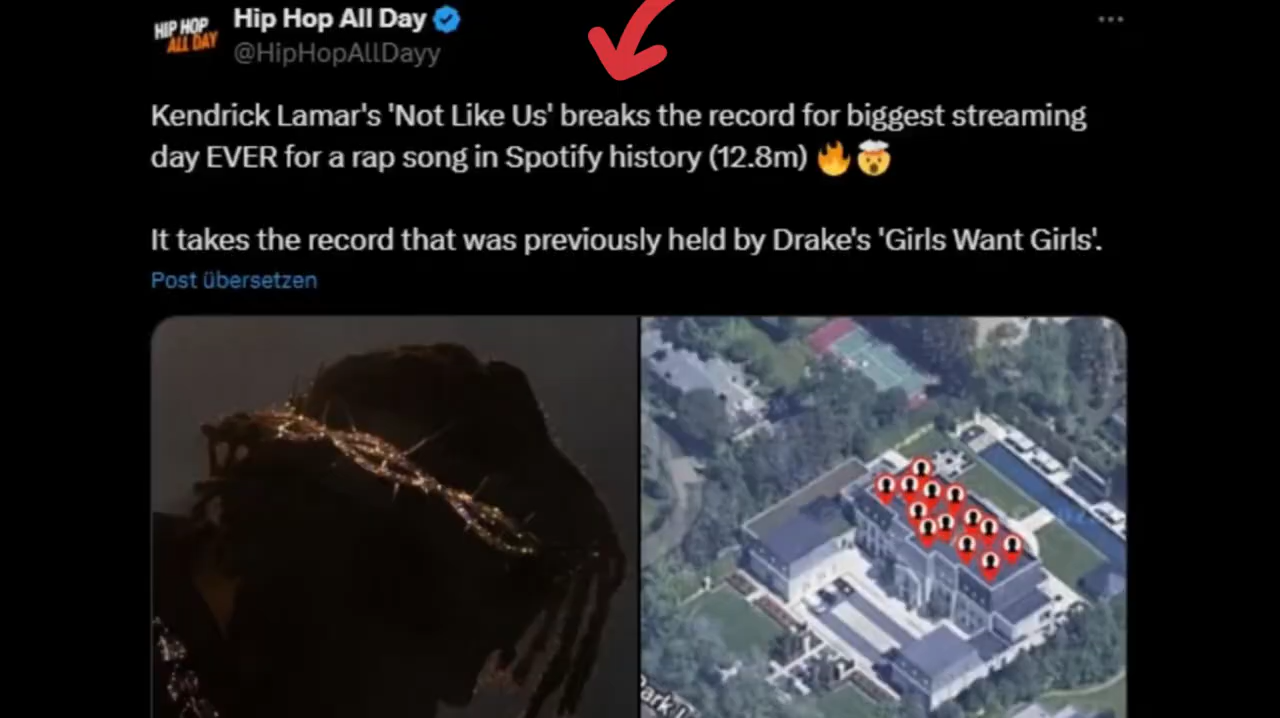 HIP HOP
ALL DAY
Hip Hop All Day
@HipHopAllDayy
Kendrick Lamar's 'Not Like Us' breaks the record for biggest streaming
day EVER for a rap song in Spotify history (12.8m) 🔥🤯
It takes the record that was previously held by Drake's 'Girls Want Girls'.
Post übersetzen